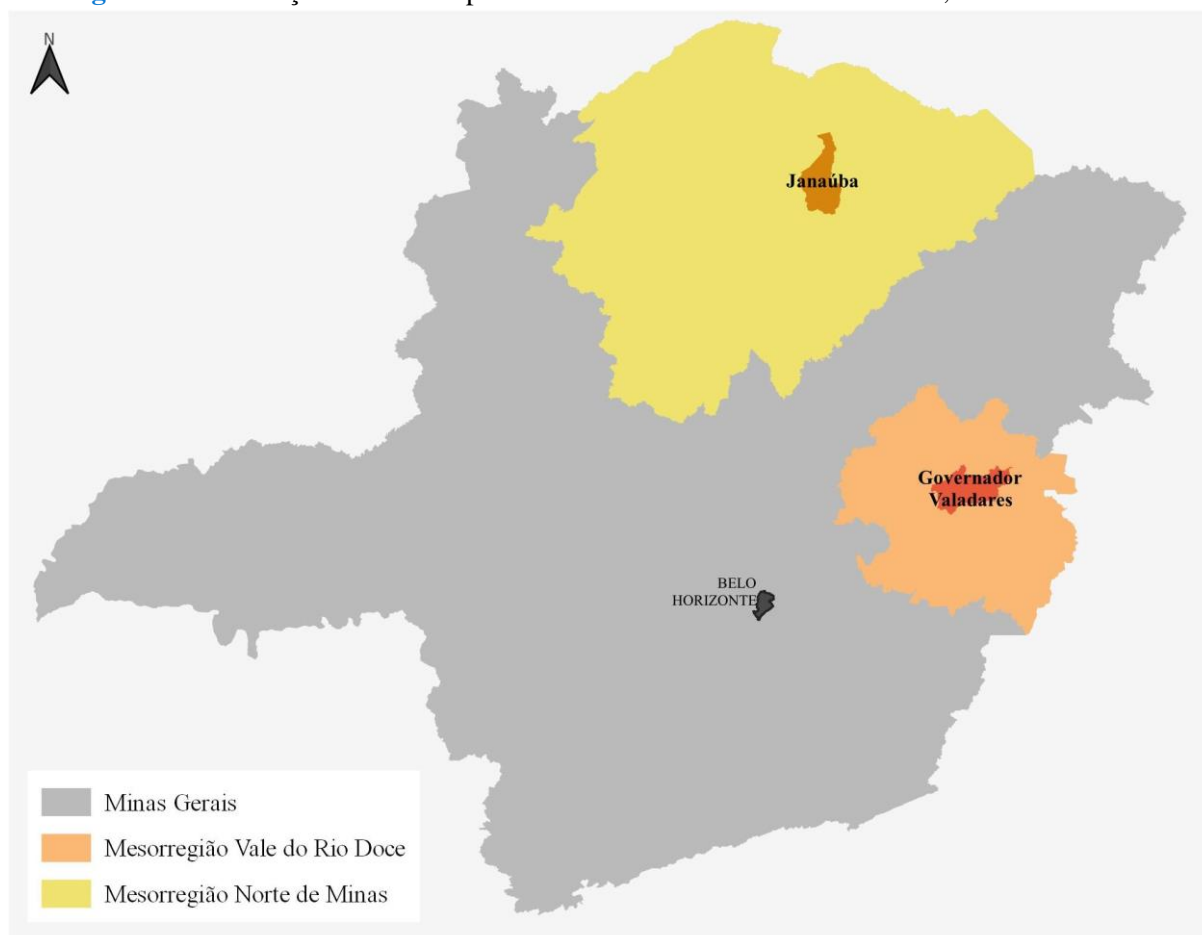 N
Janaúba
Governador
Valadares
BELO
HORIZONTE
Minas Gerais
Mesorregião Vale do Rio Doce
Mesorregião Norte de Minas